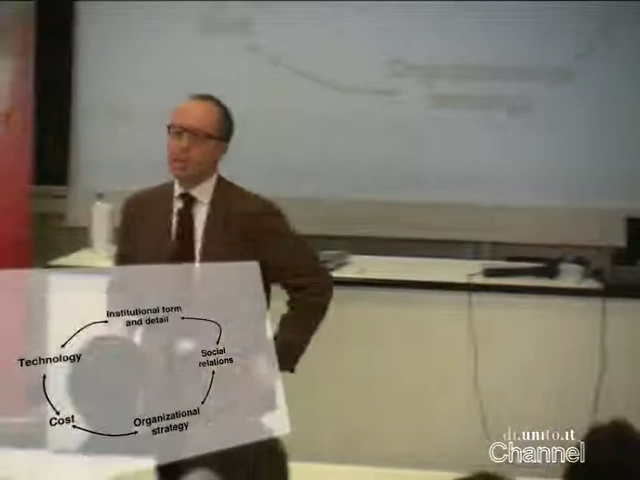 Institutional form
and detail
Technology
Social
relations
Cost
Organizational
strategy
di.unito.it
Channel